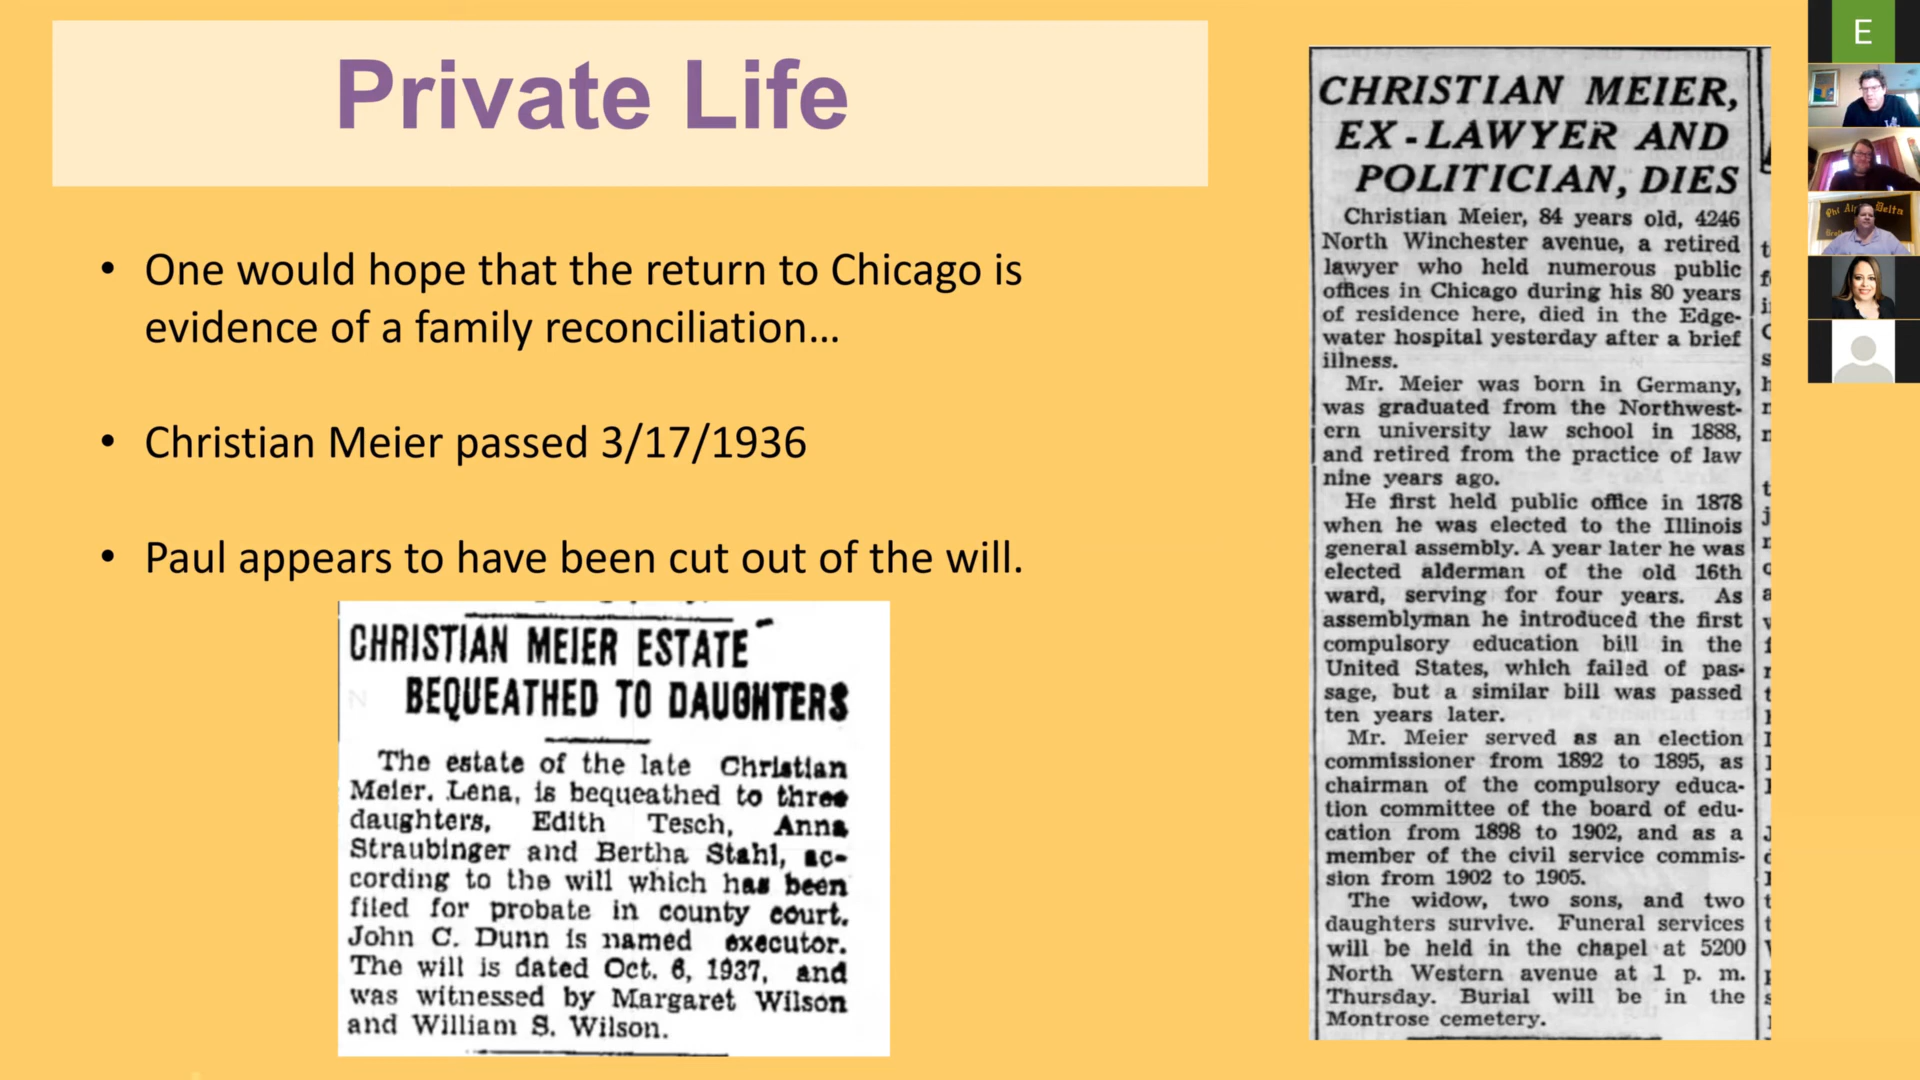 Private Life
• One would hope that the return to Chicago is
evidence of a family reconciliation...
• Christian Meier passed 3/17/1936
• Paul appears to have been cut out of the will.
CHRISTIAN MEIER ESTATE
BEQUEATHED TO DAUGHTERS
The estate of the late Christian
Meier, Lena, is bequeathed to three
daughters, Edith Tesch, Anna
Straubinger and Bertha Stahl, ac-
cording to the will which has been
filed for probate in county court.
John C. Dunn is named executor.
The will is dated Oct. 6, 1937, and
was witnessed by Margaret Wilson
and William S. Wilson.
CHRISTIAN MEIER,
EX-LAWYER AND
POLITICIAN, DIES
Christian Meier, 84 years old, 4246
North Winchester avenue, a retired
lawyer who held numerous public
offices in Chicago during his 80 years
of residence here, died in the Edge-
water hospital yesterday after a brief
illness.
Mr. Meier was born in Germany,
was graduated from the Northwest-
ern university law school in 1888,
and retired from the practice of law
nine years ago.
He first held public office in 1878
when he was elected to the Illinois
general assembly. A year later he was
elected alderman of the old 16th
ward, serving for four years. As
assemblyman he introduced the first
compulsory education bill in the
United States, which failed of pas-
sage, but a similar bill was passed
ten years later.
Mr. Meier served as an election
commissioner from 1892 to 1895, as
chairman of the compulsory educa-
tion committee of the board of edu-
cation from 1898 to 1902, and as a
member of the civil service commis-
sion from 1902 to 1905.
The widow, two sons, and two
daughters survive. Funeral services
will be held in the chapel at 5200
North Western avenue at 1 p. m.
Thursday. Burial will be in the
Montrose cemetery.
E
Phi Delta